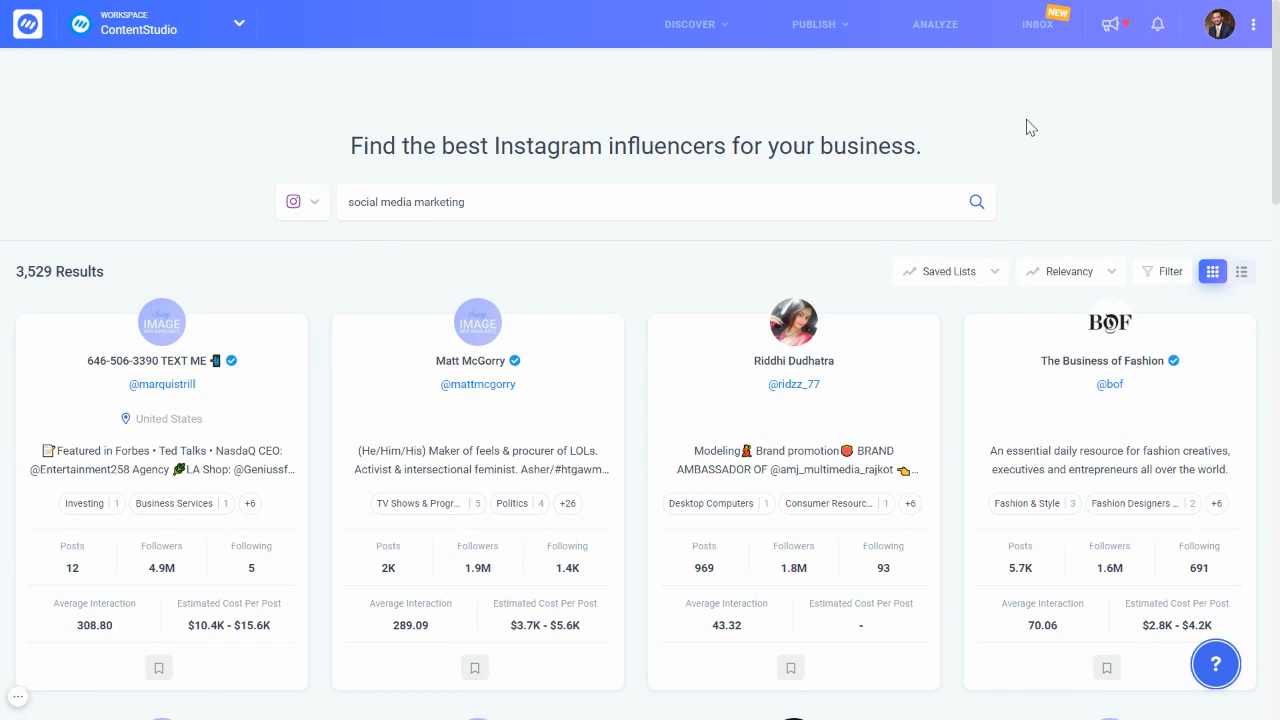 WORKSPACE
ContentStudio
DISCOVER
PUBLISH
ANALYZE
INBOX
NEW
Find the best Instagram influencers for your business.
social media marketing
3,529 Results
Saved Lists
Relevancy
Filter
IMAGE
646-506-3390 TEXT ME
@marquistrill
United States
Featured in Forbes • Ted Talks • NasdaQ CEO:
@Entertainment258 Agency LA Shop: @Geniussf...
Investing 1 Business Services 1 +6
Posts Followers Following
12 4.9M 5
Average Interaction Estimated Cost Per Post
308.80 $10.4K - $15.6K
IMAGE
Matt McGorry
@mattmcgorry
(He/Him/His) Maker of feels & procurer of LOLs.
Activist & intersectional feminist. Asher/#htgawm...
TV Shows & Progr... 5 Politics 4 +26
Posts Followers Following
2K 1.9M 1.4K
Average Interaction Estimated Cost Per Post
289.09 $3.7K - $5.6K
Riddhi Dudhatra
@ridzz_77
Modeling Brand promotion BRAND
AMBASSADOR OF @amj_multimedia_rajkot ...
Desktop Computers 1 Consumer Resourc... 1 +6
Posts Followers Following
969 1.8M 93
Average Interaction Estimated Cost Per Post
43.32 -
BOF
The Business of Fashion
@bof
An essential daily resource for fashion creatives,
executives and entrepreneurs all over the world.
Fashion & Style 3 Fashion Designers ... 2 +6
Posts Followers Following
5.7K 1.6M 691
Average Interaction Estimated Cost Per Post
70.06 $2.8K - $4.2K
?